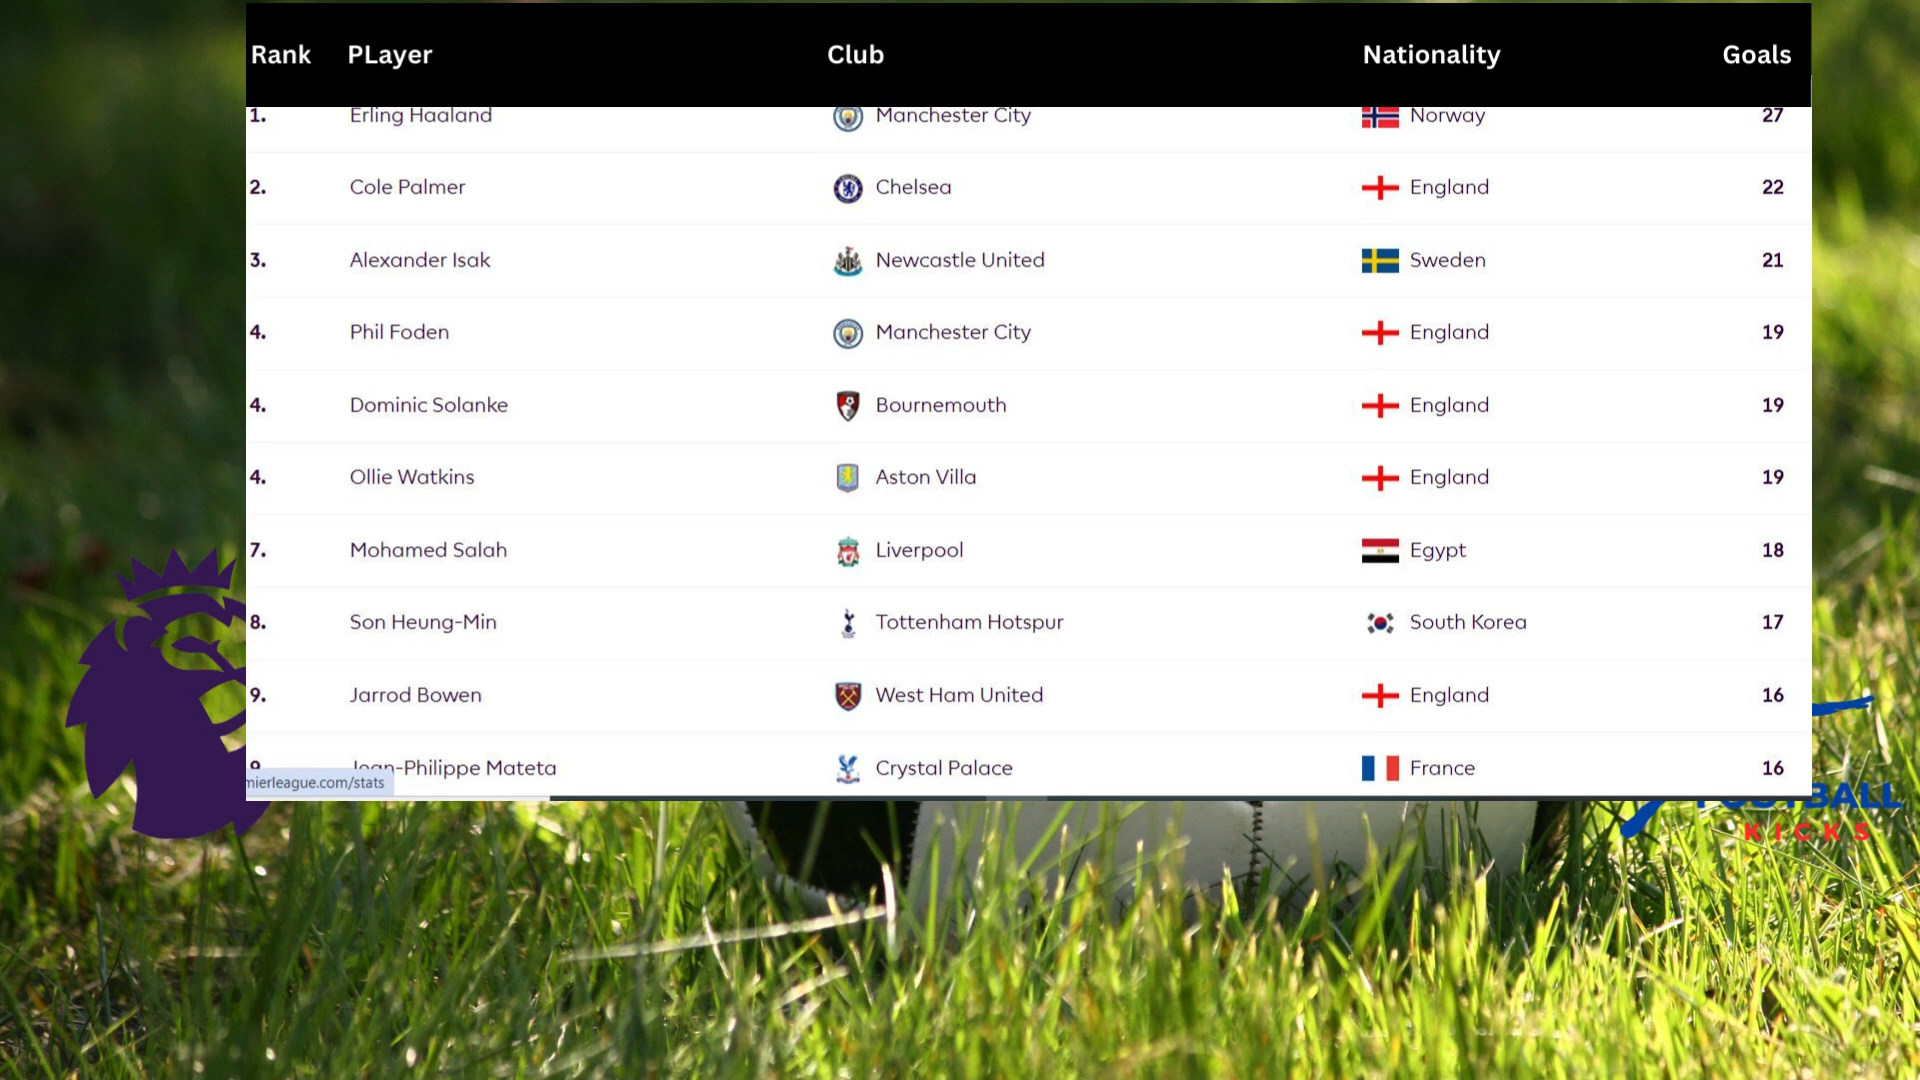 Rank PLayer Club Nationality Goals
1. Erling Haaland Manchester City Norway 27
2. Cole Palmer Chelsea England 22
3. Alexander Isak Newcastle United Sweden 21
4. Phil Foden Manchester City England 19
4. Dominic Solanke Bournemouth England 19
4. Ollie Watkins Aston Villa England 19
7. Mohamed Salah Liverpool Egypt 18
8. Son Heung-Min Tottenham Hotspur South Korea 17
9. Jarrod Bowen West Ham United England 16
9. Jean-Philippe Mateta Crystal Palace France 16
mierleague.com/stats
FOOTBALL
KICKS